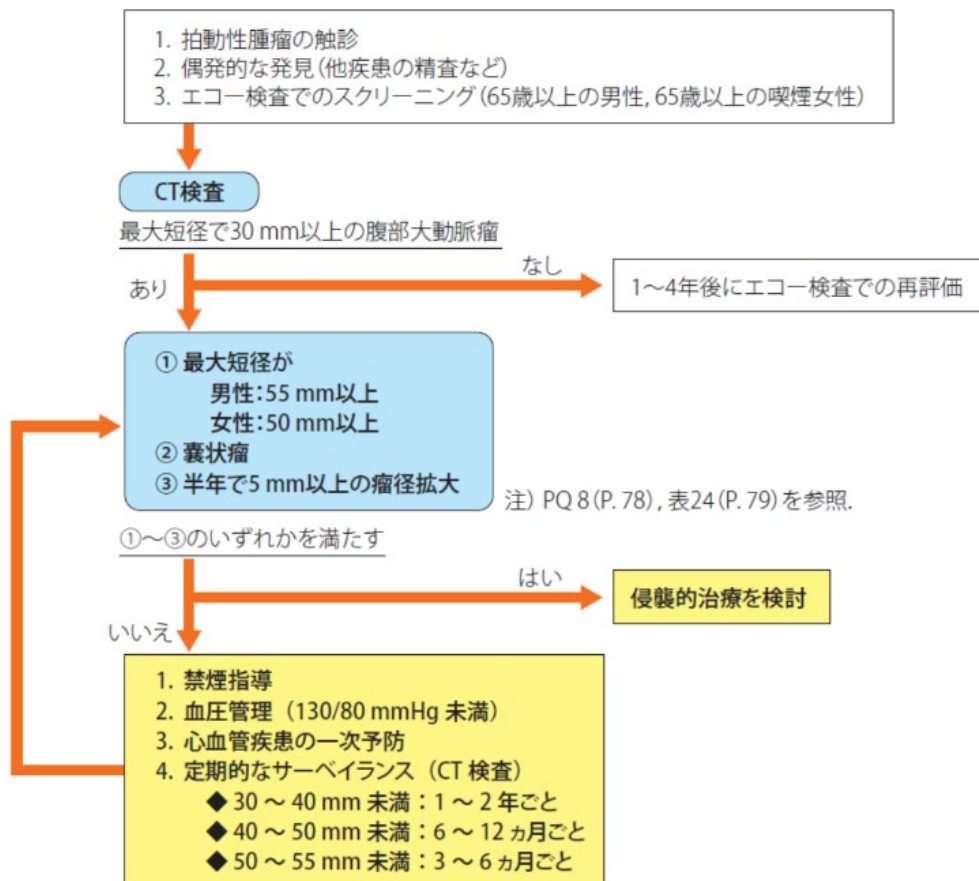 1. 拍動性腫瘤の触診
2. 偶発的な発見（他疾患の精査など）
3. エコー検査でのスクリーニング（65歳以上の男性, 65歳以上の喫煙女性）
CT検査
最大短径で30 mm以上の腹部大動脈瘤
なし
あり
1〜4年後にエコー検査での再評価
① 最大短径が
男性：55 mm以上
女性：50 mm以上
② 嚢状瘤
③ 半年で5 mm以上の瘤径拡大
注）PQ 8（P. 78）, 表24（P. 79）を参照.
①〜③のいずれかを満たす
はい
侵襲的治療を検討
いいえ
1. 禁煙指導
2. 血圧管理（130/80 mmHg 未満）
3. 心血管疾患の一次予防
4. 定期的なサーベイランス（CT 検査）
◆ 30 〜 40 mm 未満：1 〜 2 年ごと
◆ 40 〜 50 mm 未満：6 〜 12 ヵ月ごと
◆ 50 〜 55 mm 未満：3 〜 6 ヵ月ごと